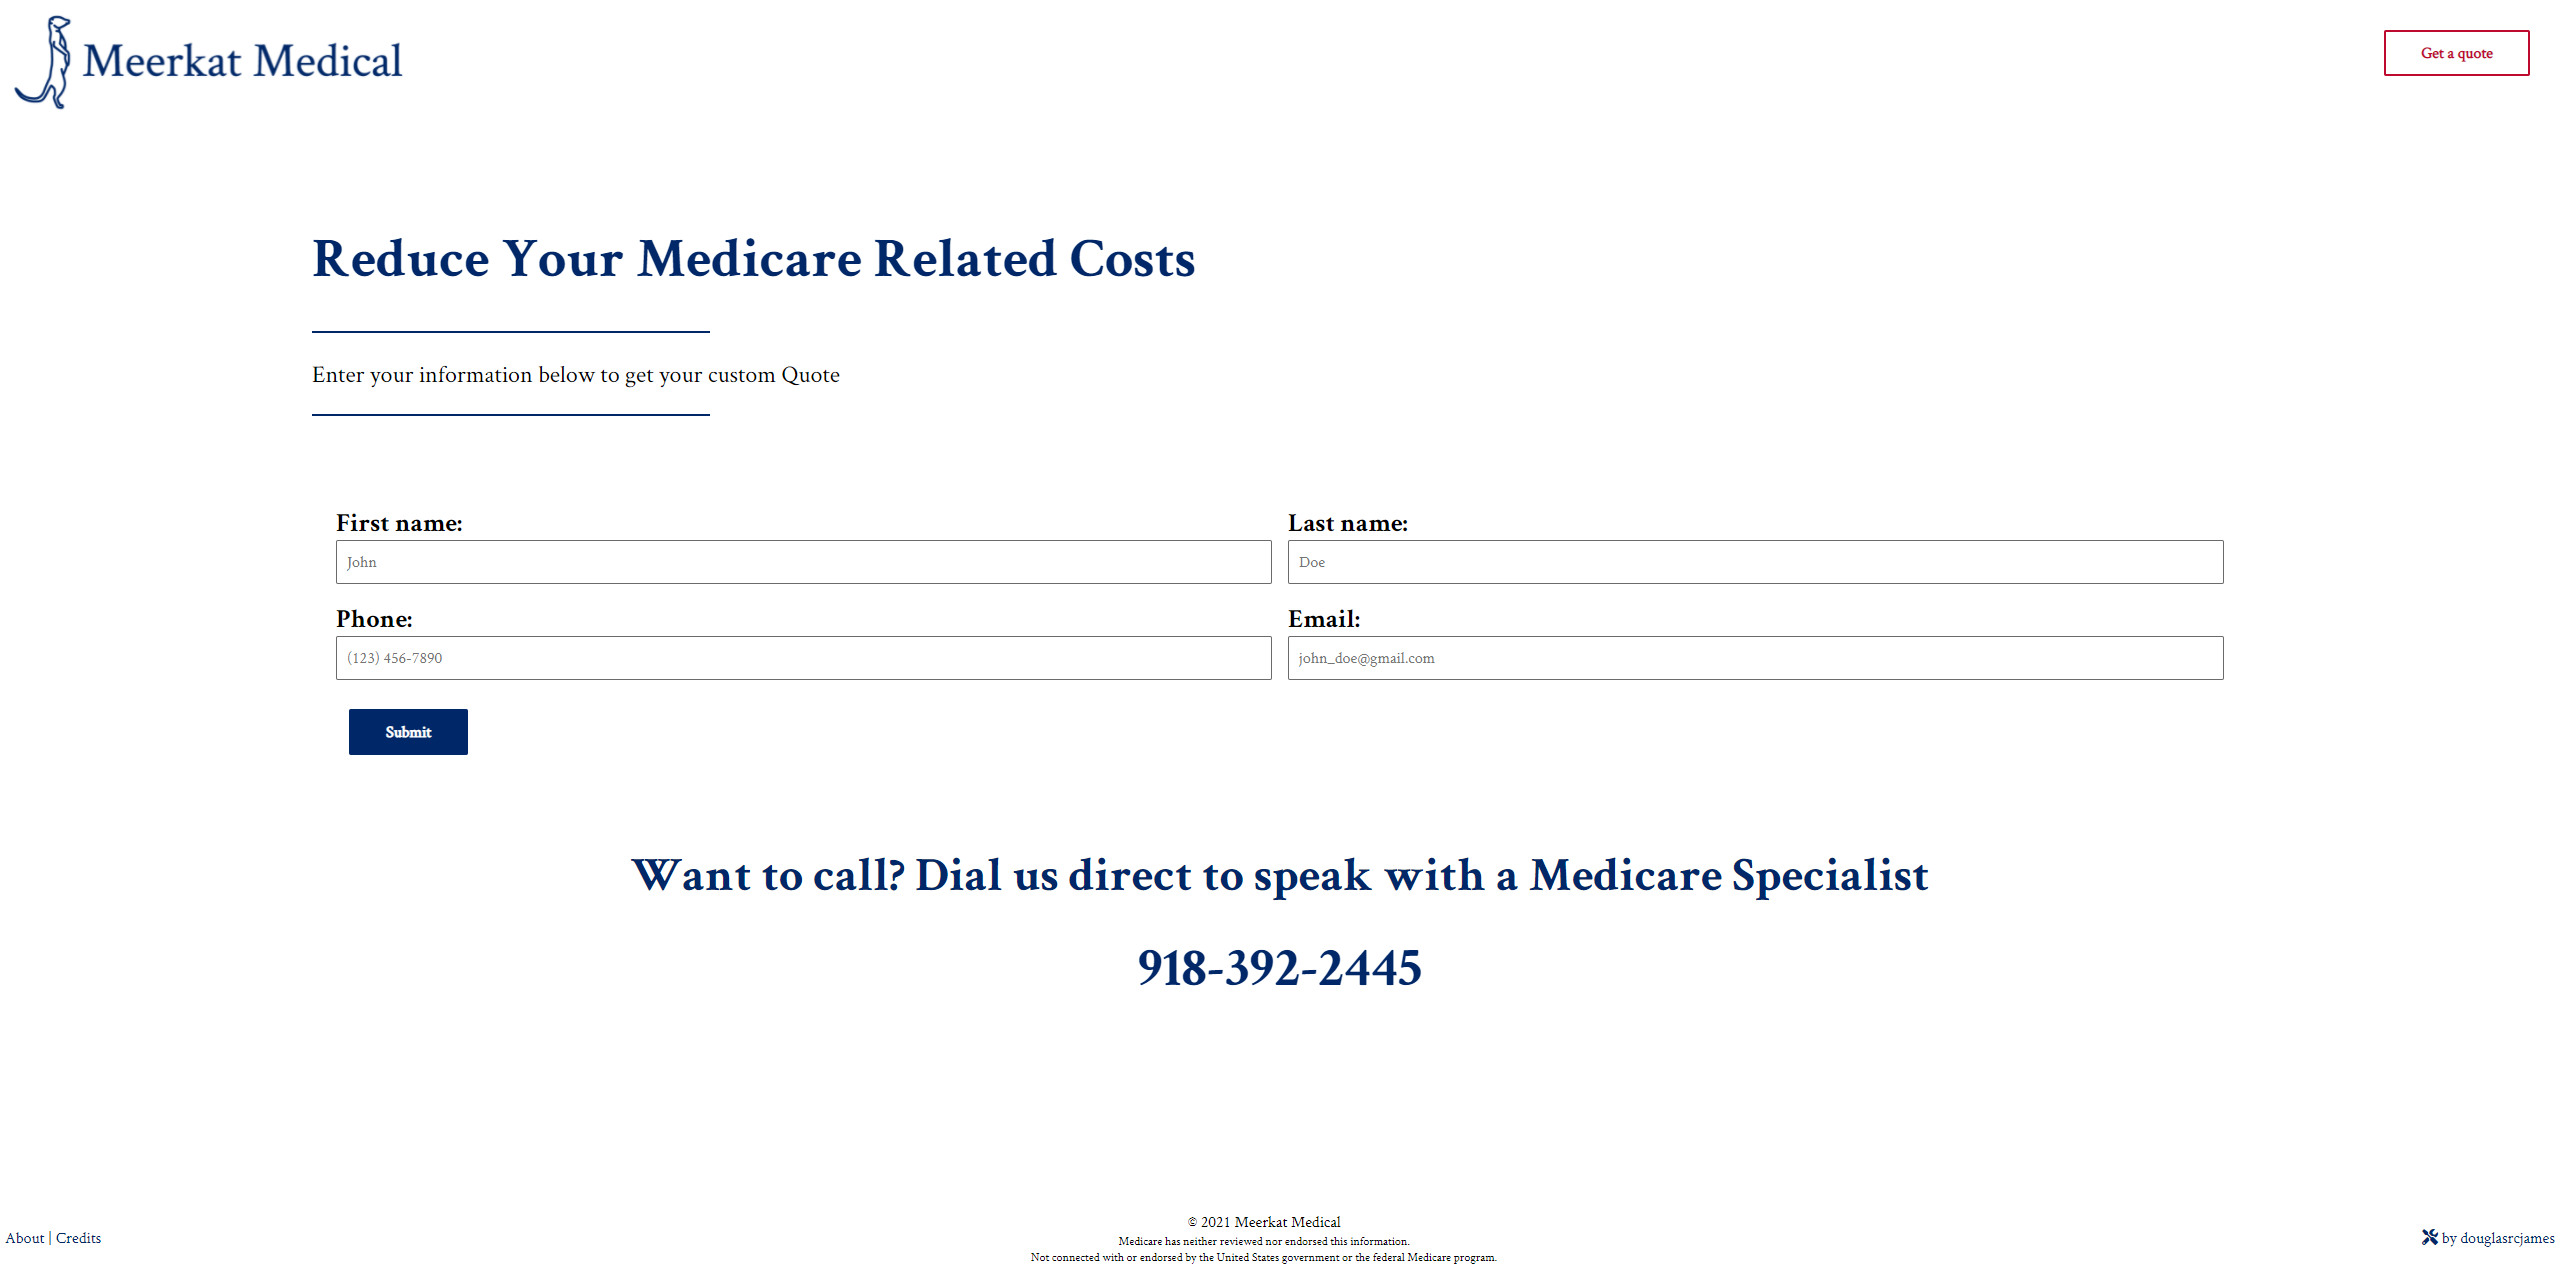 Meerkat Medical
Get a quote
Reduce Your Medicare Related Costs
Enter your information below to get your custom Quote
First name:
Last name:
John
Doe
Phone:
Email:
(123) 456-7890
john_doe@gmail.com
Submit
Want to call? Dial us direct to speak with a Medicare Specialist
918-392-2445
© 2021 Meerkat Medical
About | Credits
Medicare has neither reviewed nor endorsed this information.
Not connected with or endorsed by the United States government or the federal Medicare program.
by douglasrcjames